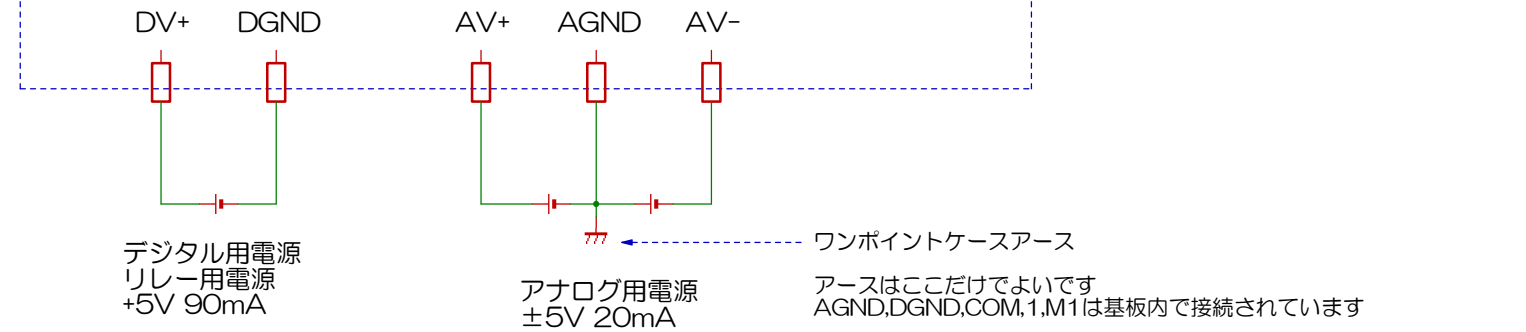 DV+ DGND AV+ AGND AV-
デジタル用電源
リレー用電源
+5V 90mA
アナログ用電源
±5V 20mA
ワンポイントケースアース
アースはここだけでよいです
AGND,DGND,COM,1,M1は基板内で接続されています